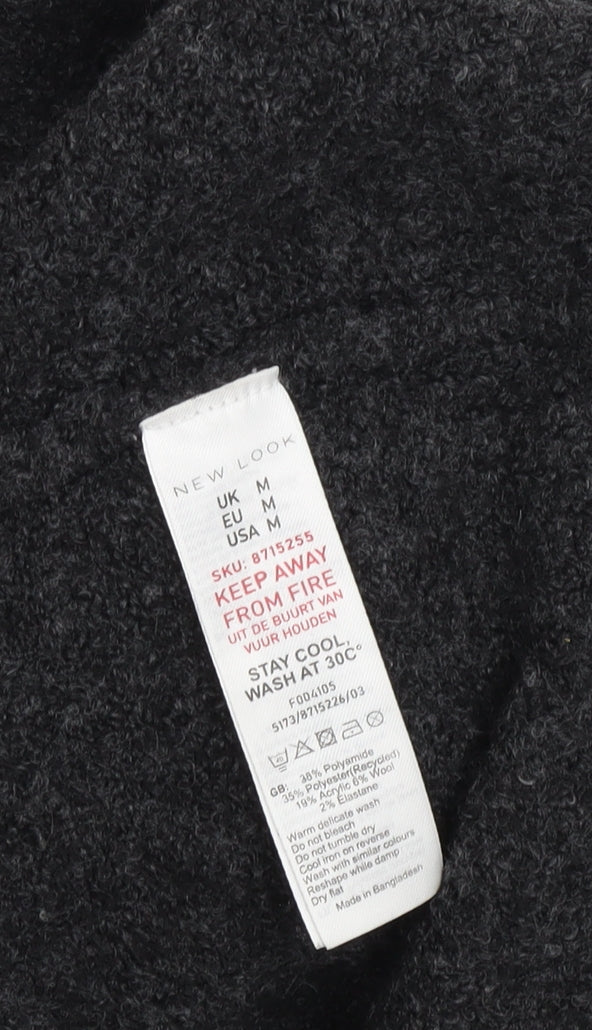 NEW LOOK
UK M
EU M
USA M
SKU: 8715255
KEEP AWAY
FROM FIRE
UIT DE BUURT VAN
VUUR HOUDEN
STAY COOL,
WASH AT 30C°
F004105
5173/8715226/03
GB: 38% Polyamide
35% Polyester(Recycled)
19% Acrylic 6% Wool
2% Elastane
Warm delicate wash
Do not bleach
Do not tumble dry
Cool iron on reverse
Wash with similar colours
Reshape while damp
Dry flat
Made in Bangladesh